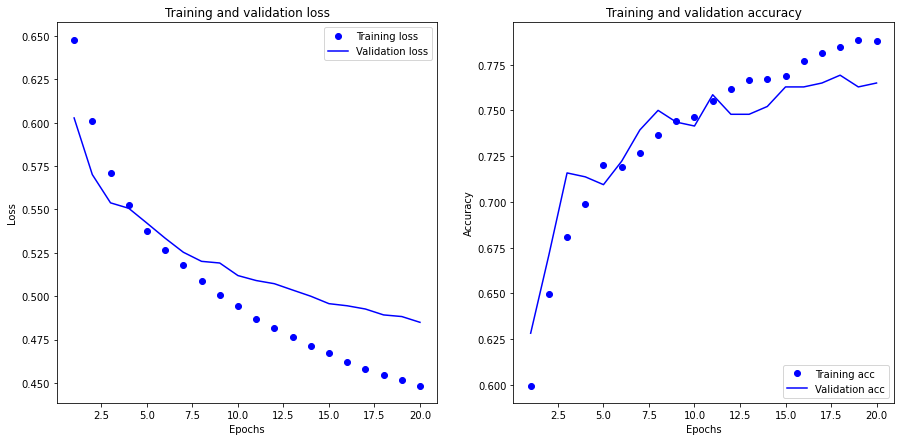 Training and validation loss
0.650
0.625
0.600
0.575
0.550
0.525
0.500
0.475
0.450
Loss
Training loss
Validation loss
2.5 5.0 7.5 10.0 12.5 15.0 17.5 20.0
Epochs
Training and validation accuracy
0.775
0.750
0.725
0.700
0.675
0.650
0.625
0.600
Accuracy
Training acc
Validation acc
2.5 5.0 7.5 10.0 12.5 15.0 17.5 20.0
Epochs